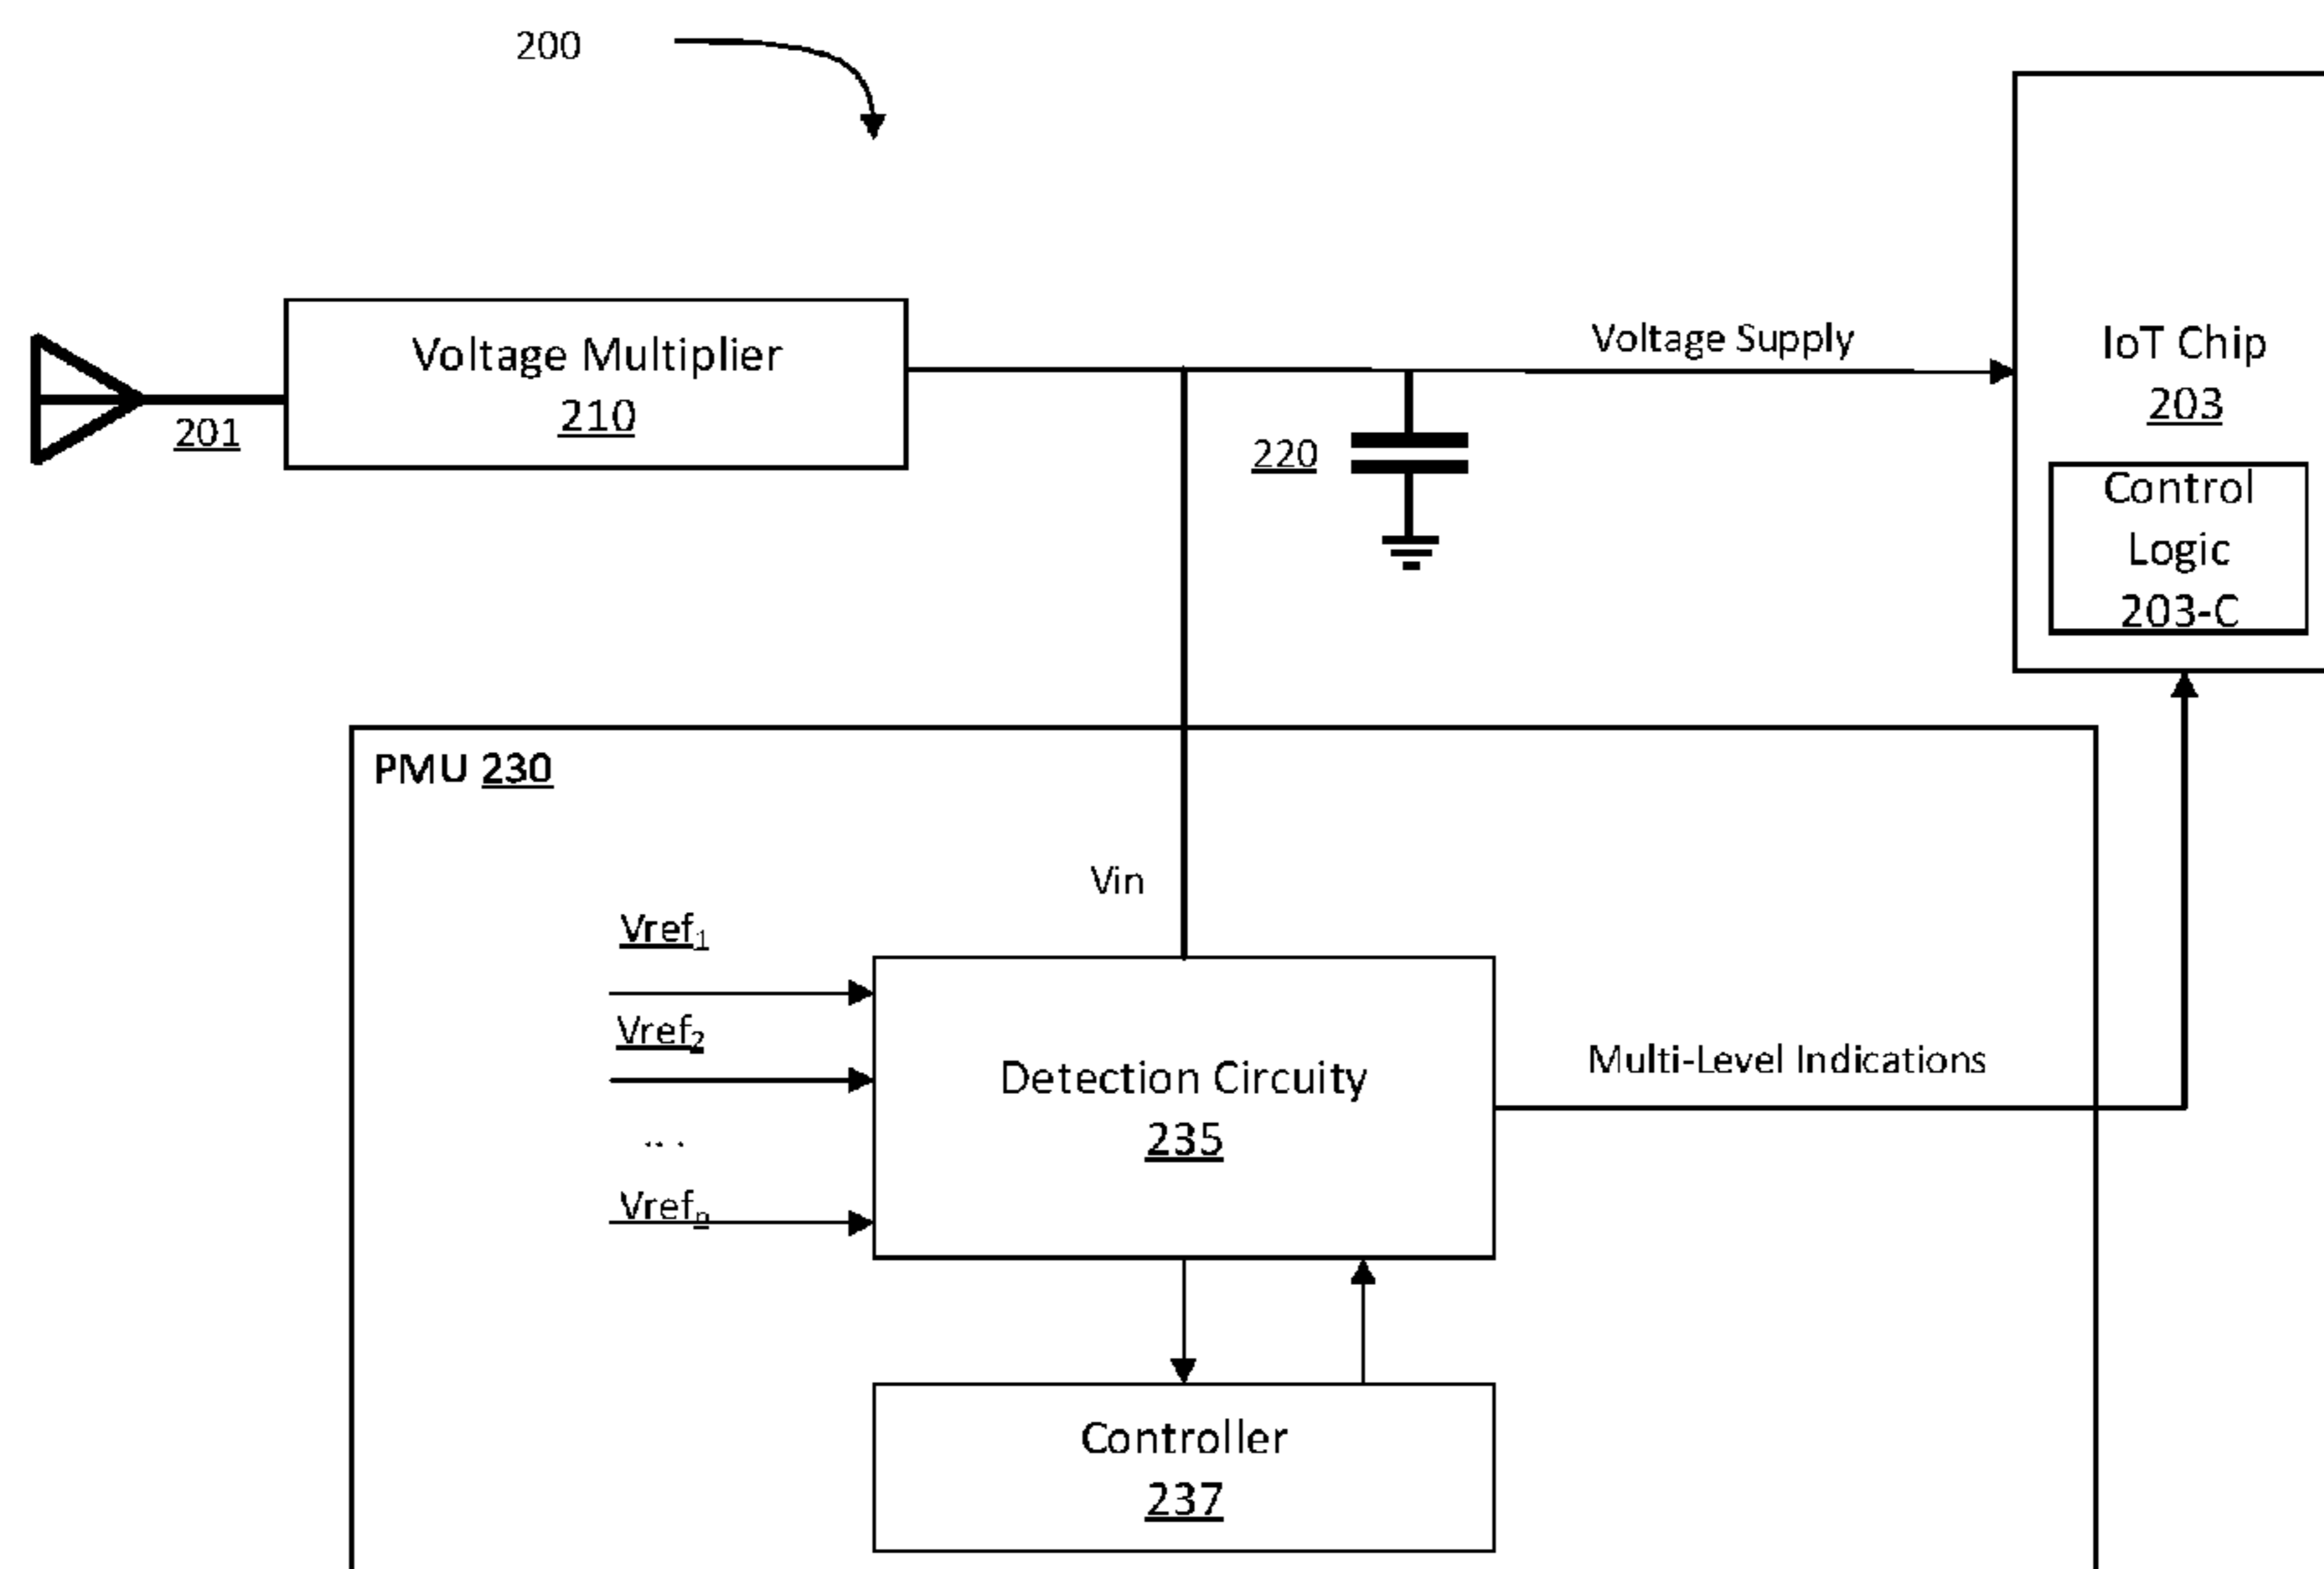 200
Voltage Multiplier
210
201
220
Voltage Supply
IoT Chip
203
Control
Logic
203-C
PMU 230
Vin
Vref1
Vref2
...
Vrefn
Detection Circuity
235
Multi-Level Indications
Controller
237